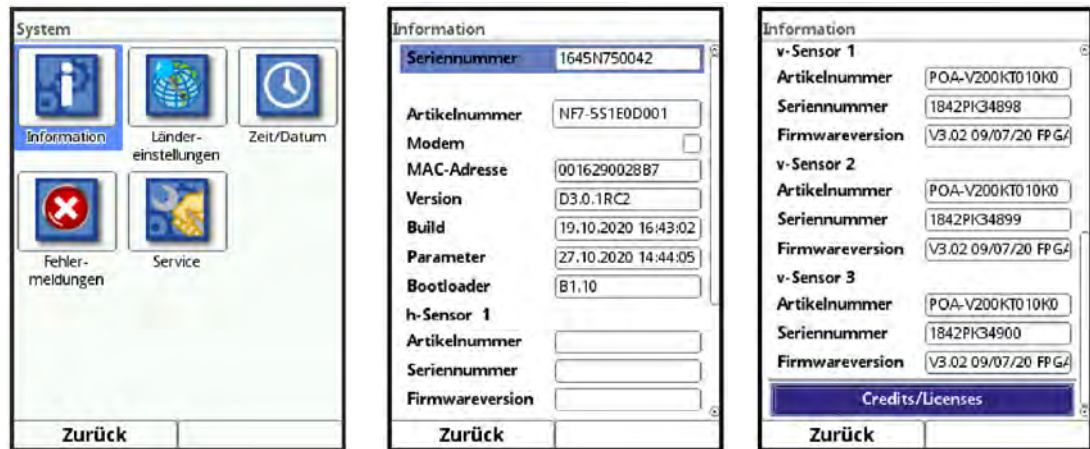 System
Information
Länder-
einstellungen
Zeit/Datum
Fehler-
meldungen
Service
Zurück
Information
Seriennummer 1645N750042
Artikelnummer NF7-5S1E0D001
Modem
MAC-Adresse 0016290028B7
Version D3.0.1RC2
Build 19.10.2020 16:43:02
Parameter 27.10.2020 14:44:05
Bootloader B1.10
h-Sensor 1
Artikelnummer
Seriennummer
Firmwareversion
Zurück
Information
v-Sensor 1
Artikelnummer POA-V200KT010K0
Seriennummer 1842PK34898
Firmwareversion V3.02 09/07/20 FPGA
v-Sensor 2
Artikelnummer POA-V200KT010K0
Seriennummer 1842PK34899
Firmwareversion V3.02 09/07/20 FPGA
v-Sensor 3
Artikelnummer POA-V200KT010K0
Seriennummer 1842PK34900
Firmwareversion V3.02 09/07/20 FPGA
Credits/Licenses
Zurück